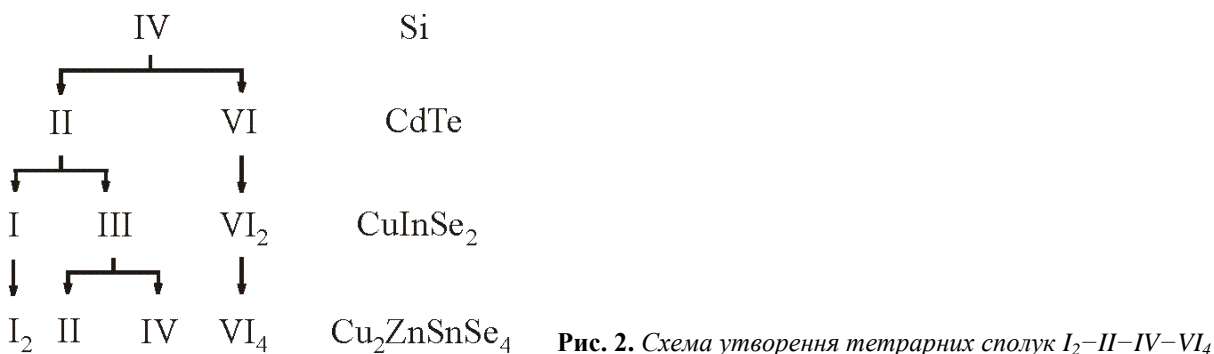 IV Si
II VI CdTe
I III VI₂ CuInSe₂
I₂ II IV VI₄ Cu₂ZnSnSe₄ Рис. 2. Схема утворення тетрарних сполук I₂−II−IV−VI₄